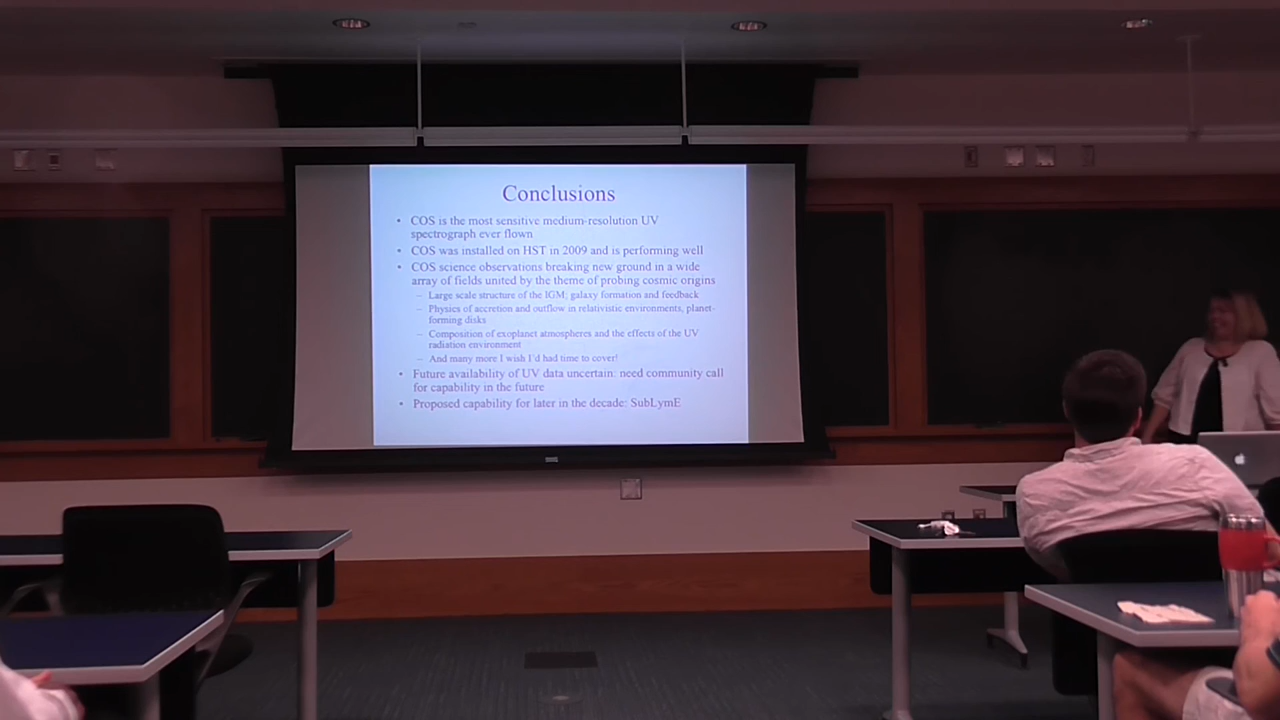 Conclusions
• COS is the most sensitive medium-resolution UV
spectrograph ever flown
• COS was installed on HST in 2009 and is performing well
• COS science observations breaking new ground in a wide
array of fields united by the theme of probing cosmic origins
– Large scale structure of the IGM; galaxy formation and feedback
– Physics of accretion and outflow in relativistic environments, planet-
forming disks
– Composition of exoplanet atmospheres and the effects of the UV
radiation environment
– And many more I wish I'd had time to cover!
• Future availability of UV data uncertain: need community call
for capability in the future
• Proposed capability for later in the decade: SubLymE